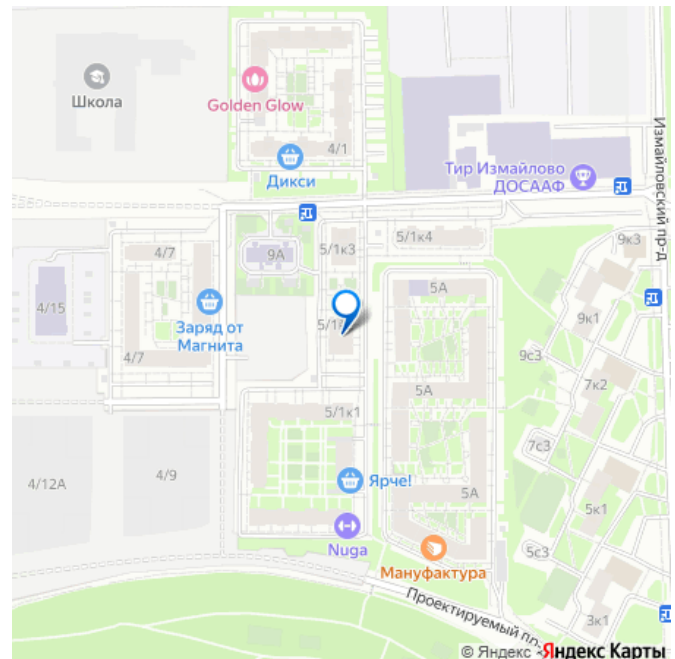 Школа
Golden Glow
4/1
Дикси
Тир Измайлово
ДОСААФ
Измайловский пр-д
9к3
4/7
9А
5/1к3
5/1к4
4/15
Заряд от
Магнита
5А
9к1
4/7
9с3
7к2
5А
5/1к1
7с3
4/12А
4/9
Ярче!
5А
5к1
Nuga
Мануфактура
5с3
Проектируемый пр-
3к1
© Яндекс
Яндекс Карты